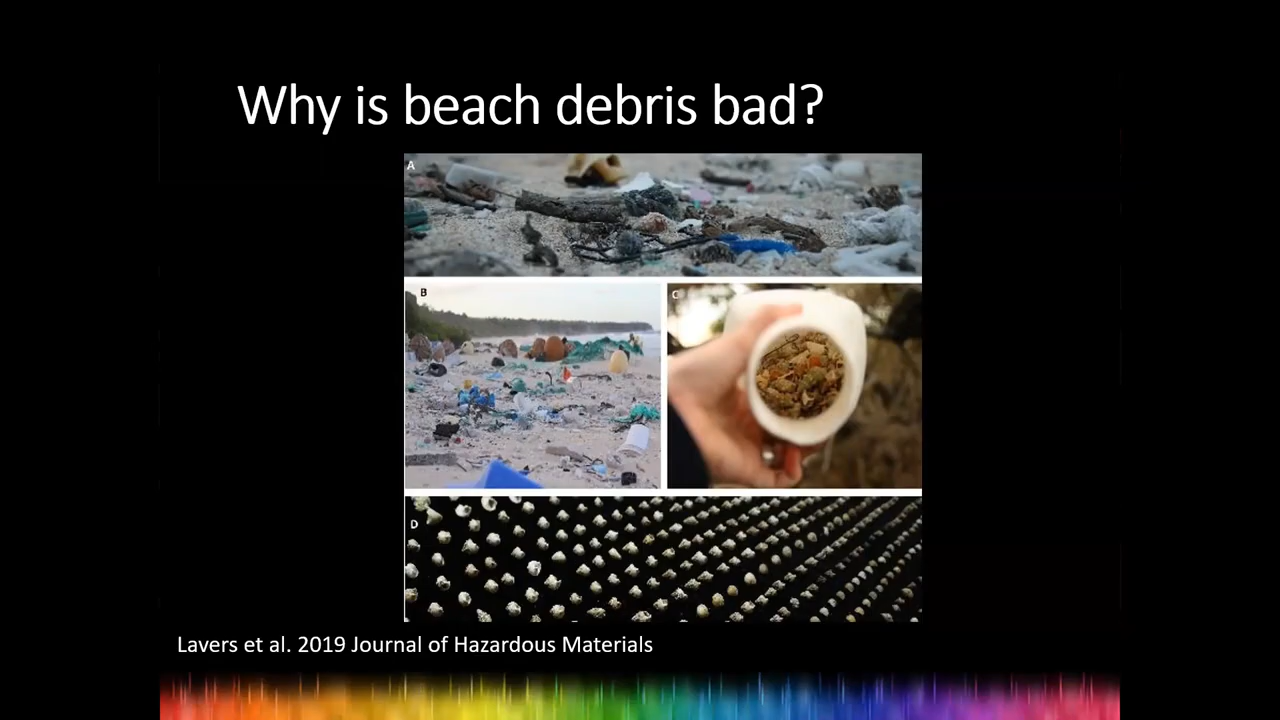 Why is beach debris bad?
A
B
C
D
Lavers et al. 2019 Journal of Hazardous Materials